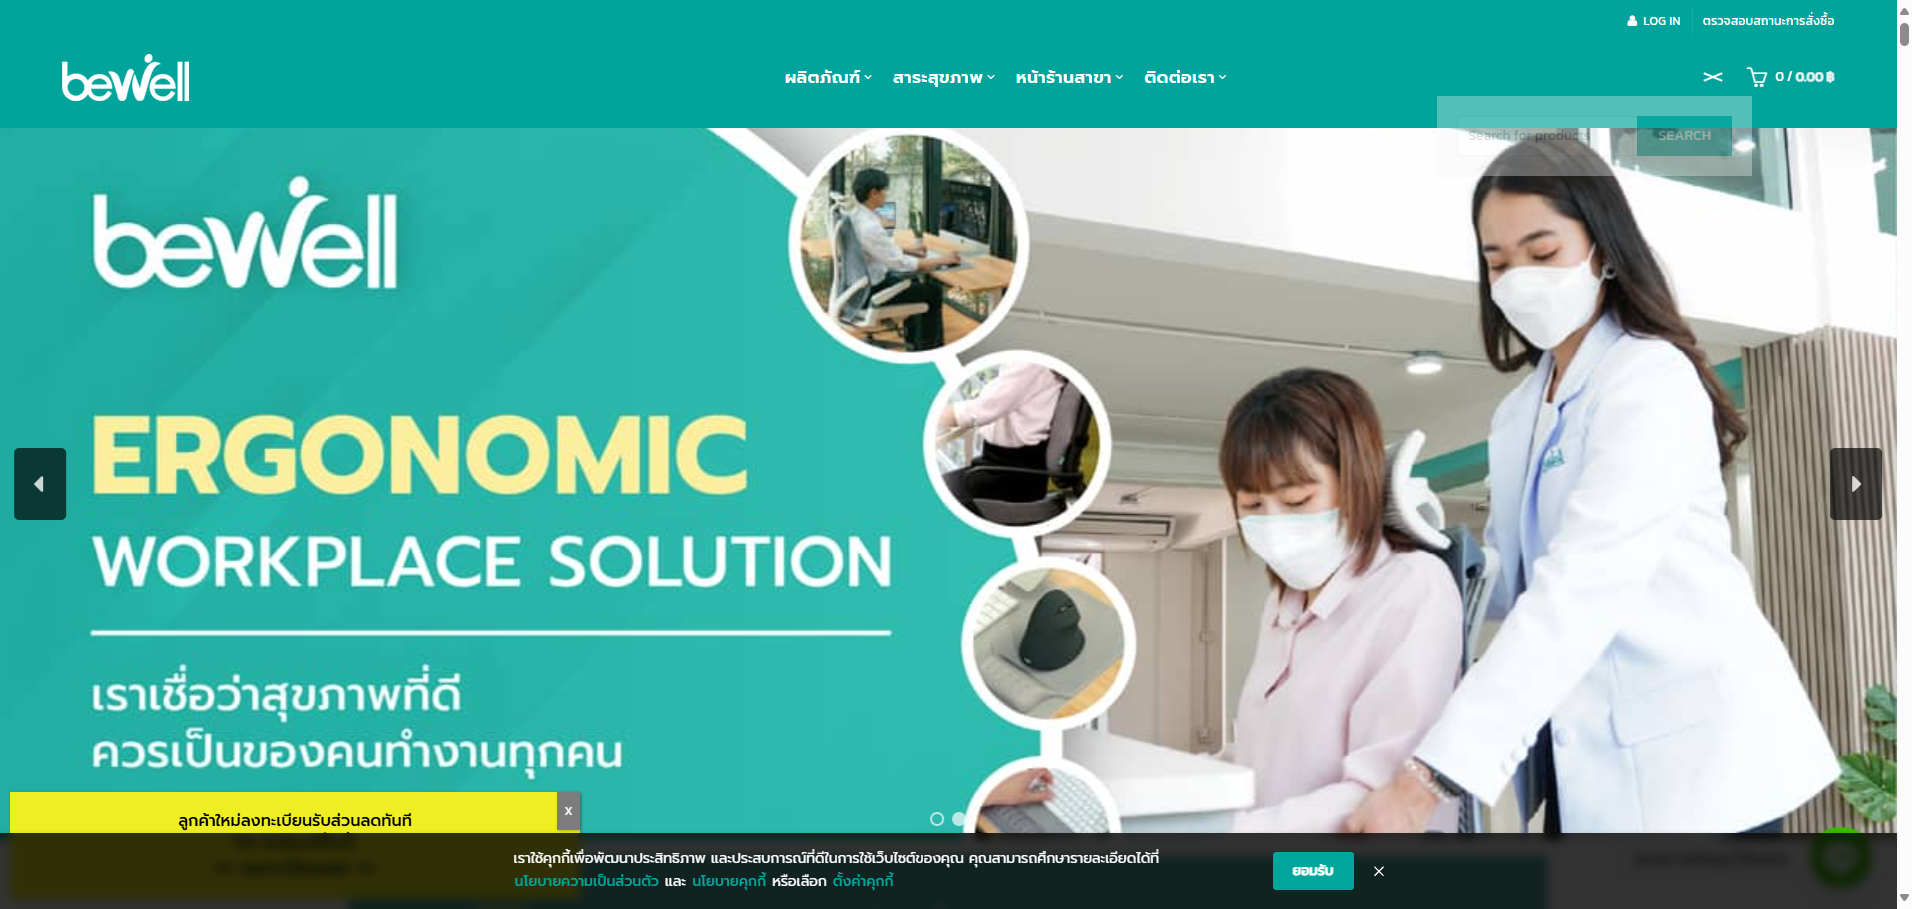 LOG IN
ตรวจสอบสถานะการสั่งซื้อ
bewell
ผลิตภัณฑ์
สาระสุขภาพ
หน้าร้านสาขา
ติดต่อเรา
0 / 0.00 ฿
Search for products
SEARCH
bewell
ERGONOMIC
WORKPLACE SOLUTION
เราเชื่อว่าสุขภาพที่ดี
ควรเป็นของคนทำงานทุกคน
ลูกค้าใหม่ลงทะเบียนรับส่วนลดทันที
x
เราใช้คุกกี้เพื่อพัฒนาประสิทธิภาพ และประสบการณ์ที่ดีในการใช้เว็บไซต์ของคุณ คุณสามารถศึกษารายละเอียดได้ที่
นโยบายความเป็นส่วนตัว และ นโยบายคุกกี้ หรือเลือก ตั้งค่าคุกกี้
ยอมรับ